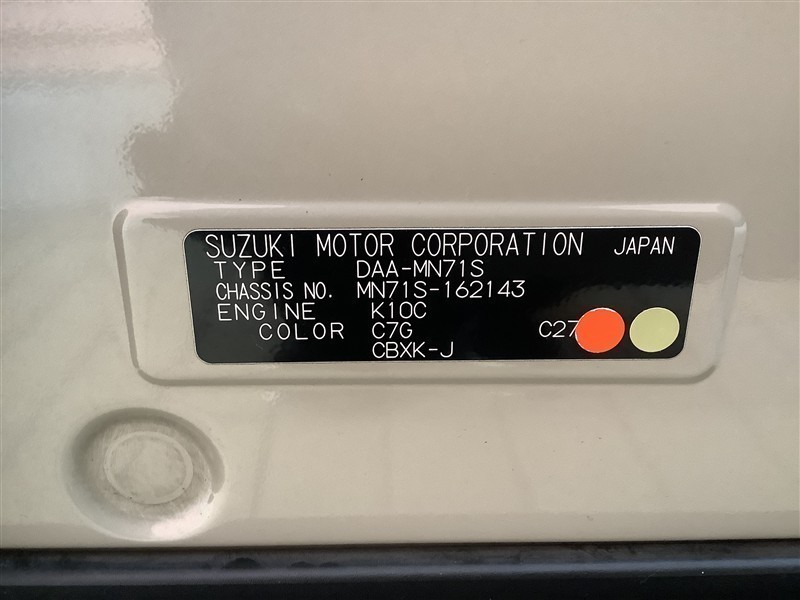 SUZUKI MOTOR CORPORATION JAPAN
TYPE DAA-MN71S
CHASSIS NO. MN71S-162143
ENGINE K10C
COLOR C7G C27
CBXK-J